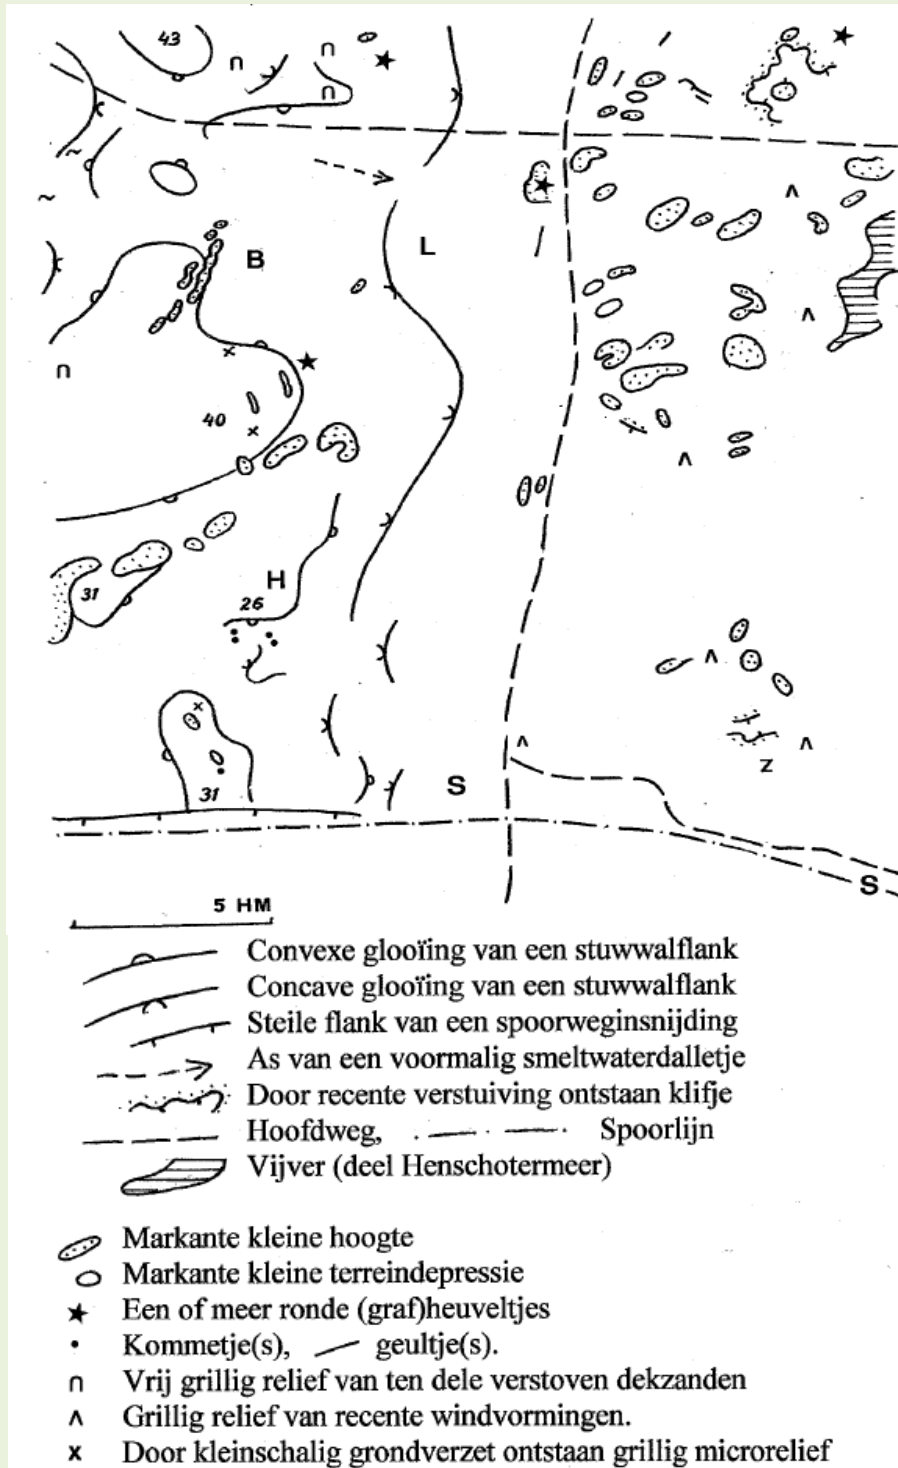 43
n
n
n
n
B
L
n
40
31
H
26
31
S
z
S
5 HM
Convexe glooïing van een stuwwalflank
Concave glooïing van een stuwwalflank
Steile flank van een spoorweginsnijding
As van een voormalig smeltwaterdalletje
Door recente verstuiving ontstaan klifje
Hoofdweg, Spoorlijn
Vijver (deel Henschotermeer)
Markante kleine hoogte
Markante kleine terreindepressie
Een of meer ronde (graf)heuveltjes
Kommetje(s), geultje(s).
n Vrij grillig relief van ten dele verstoven dekzanden
ʌ Grillig relief van recente windvormingen.
x Door kleinschalig grondverzet ontstaan grillig microrelief